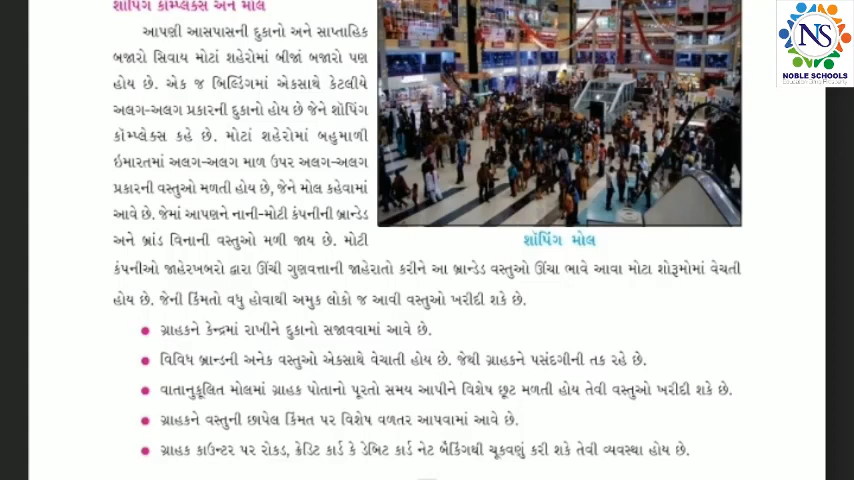 શૉપિંગ કૉમ્પ્લેક્સ અને મોલ
આપણી આસપાસની દુકાનો અને સાપ્તાહિક
બજારો સિવાય મોટાં શહેરોમાં બીજાં બજારો પણ
હોય છે. એક જ બિલ્ડિંગમાં એકસાથે કેટલીયે
અલગ-અલગ પ્રકારની દુકાનો હોય છે જેને શૉપિંગ
કૉમ્પ્લેક્સ કહે છે. મોટાં શહેરોમાં બહુમાળી
ઇમારતમાં અલગ-અલગ માળ ઉપર અલગ-અલગ
પ્રકારની વસ્તુઓ મળતી હોય છે, જેને મોલ કહેવામાં
આવે છે. જેમાં આપણને નાની-મોટી કંપનીની બ્રાન્ડેડ
અને બ્રાંડ વિનાની વસ્તુઓ મળી જાય છે. મોટી
શૉપિંગ મોલ
કંપનીઓ જાહેરખબરો દ્વારા ઊંચી ગુણવત્તાની જાહેરાતો કરીને આ બ્રાન્ડેડ વસ્તુઓ ઊંચા ભાવે આવા મોટા શોરૂમોમાં વેચતી
હોય છે. જેની કિંમતો વધુ હોવાથી અમુક લોકો જ આવી વસ્તુઓ ખરીદી શકે છે.
● ગ્રાહકને કેન્દ્રમાં રાખીને દુકાનો સજાવવામાં આવે છે.
● વિવિધ બ્રાન્ડની અનેક વસ્તુઓ એકસાથે વેચાતી હોય છે. જેથી ગ્રાહકને પસંદગીની તક રહે છે.
● વાતાનુકૂલિત મોલમાં ગ્રાહક પોતાનો પૂરતો સમય આપીને વિશેષ છૂટ મળતી હોય તેવી વસ્તુઓ ખરીદી શકે છે.
● ગ્રાહકને વસ્તુની છાપેલ કિંમત પર વિશેષ વળતર આપવામાં આવે છે.
● ગ્રાહક કાઉન્ટર પર રોકડ, ક્રેડિટ કાર્ડ કે ડેબિટ કાર્ડ નેટ બૅંકિંગથી ચૂકવણું કરી શકે તેવી વ્યવસ્થા હોય છે.
NS
NOBLE SCHOOLS